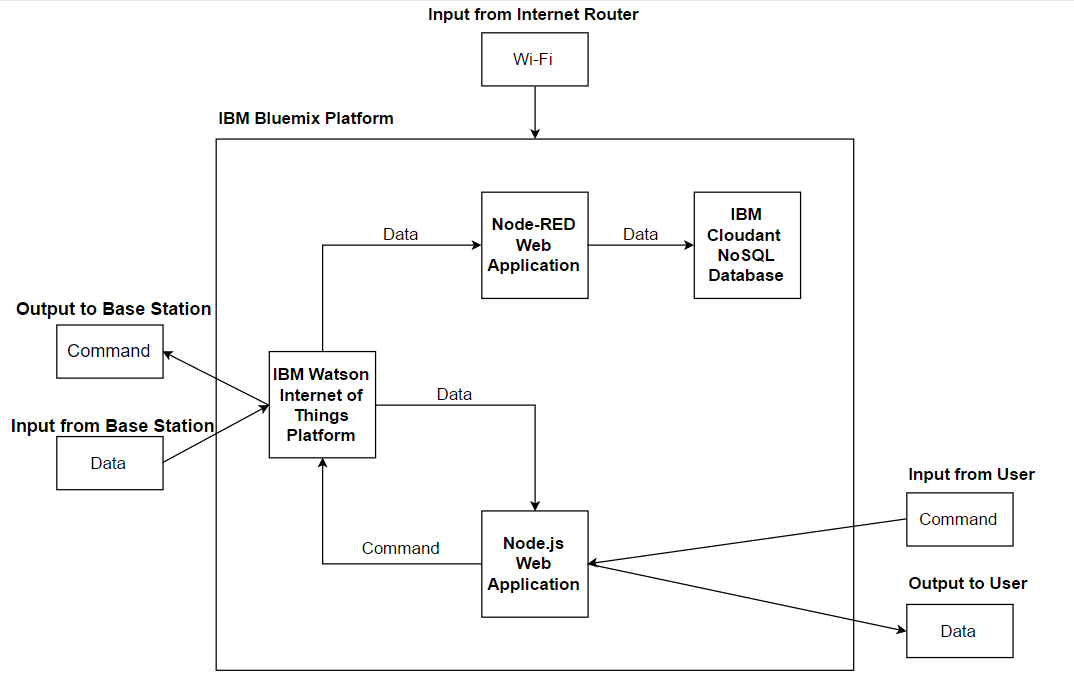 Input from Internet Router
Wi-Fi
IBM Bluemix Platform
Node-RED
Web
Application
IBM
Cloudant
NoSQL
Database
Data
Data
Output to Base Station
Command
IBM Watson
Internet of
Things
Platform
Data
Input from Base Station
Data
Input from User
Command
Node.js
Web
Application
Command
Output to User
Data